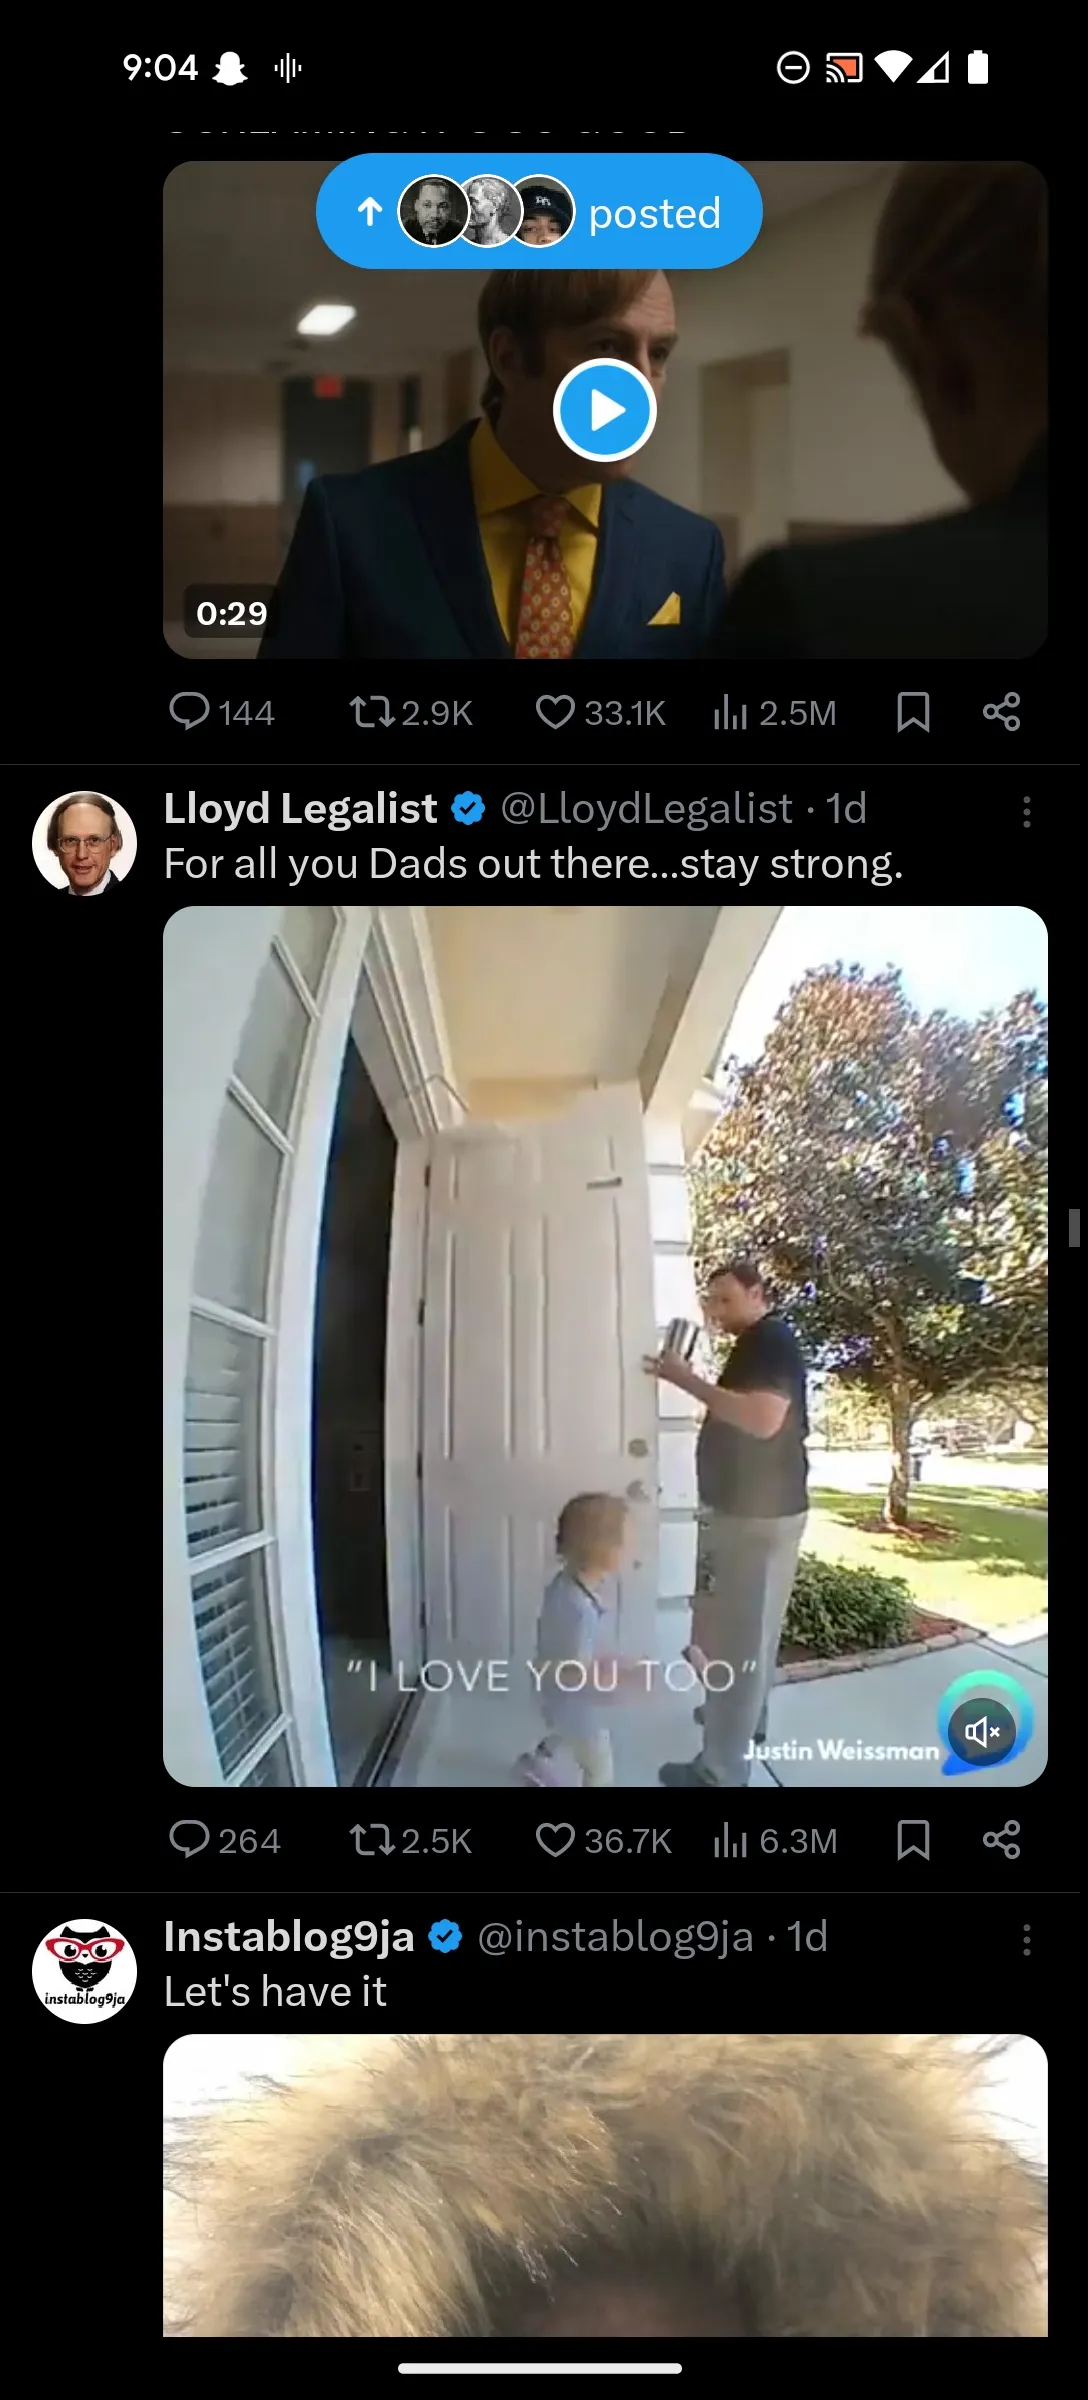 9:04
posted
0:29
144 2.9K 33.1K 2.5M
Lloyd Legalist @LloydLegalist · 1d
For all you Dads out there...stay strong.
"I LOVE YOU TOO"
Justin Weissman
264 2.5K 36.7K 6.3M
Instablog9ja @instablog9ja · 1d
instablog9ja
Let's have it